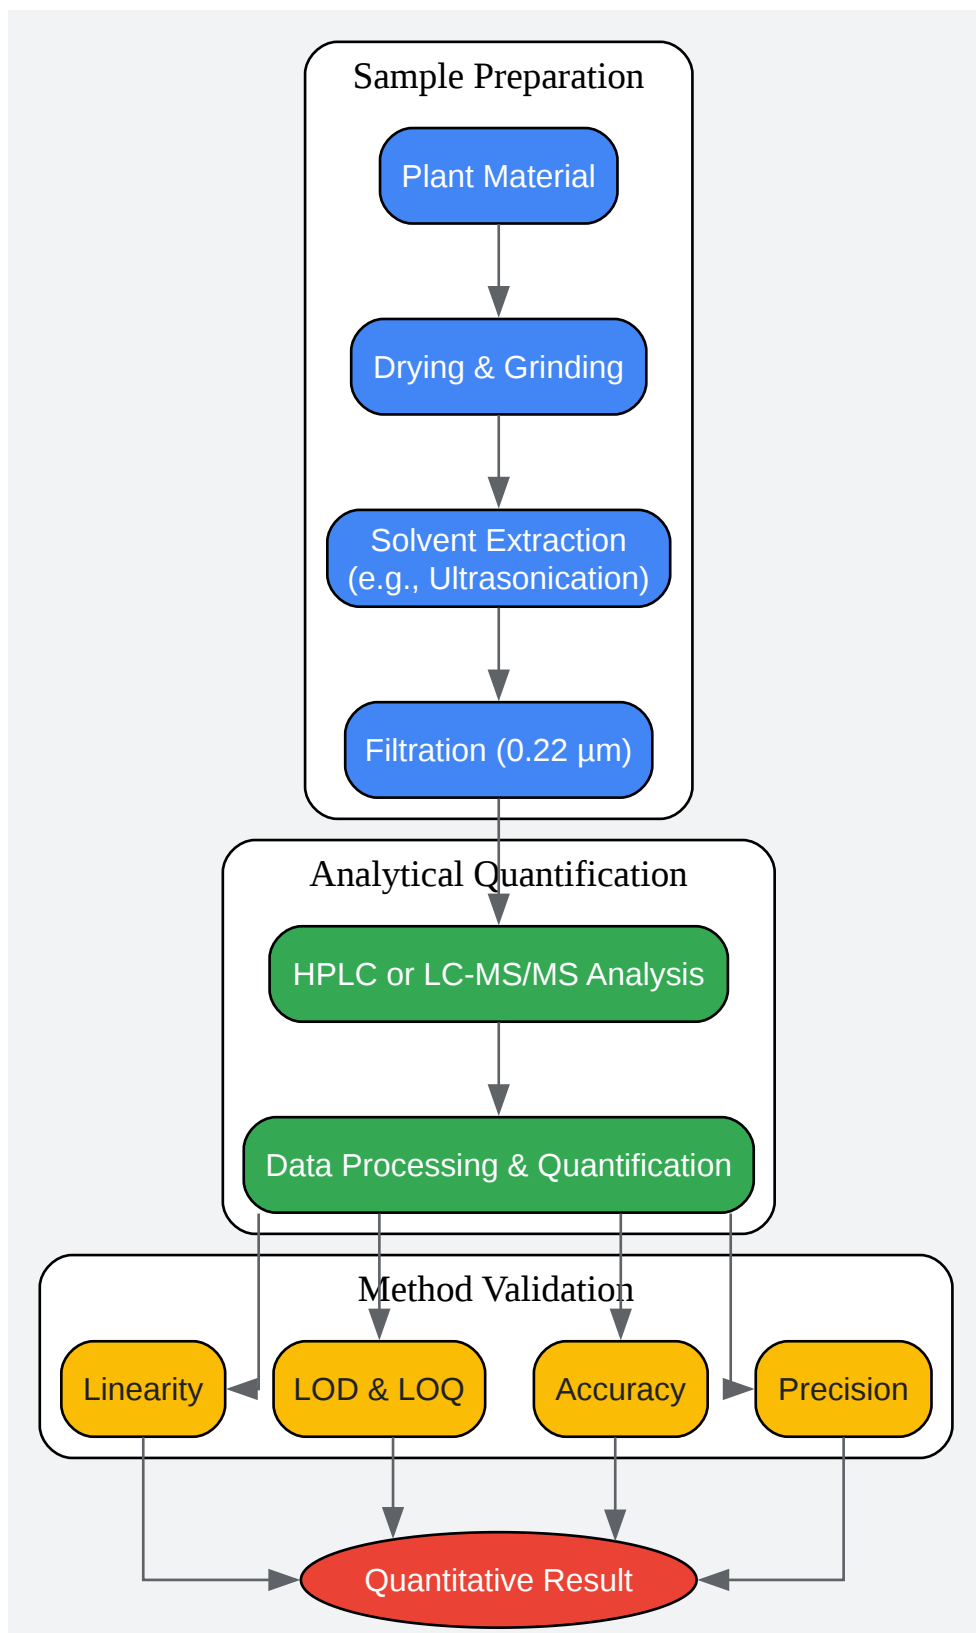 Sample Preparation
Plant Material
Drying & Grinding
Solvent Extraction
(e.g., Ultrasonication)
Filtration (0.22 µm)
Analytical Quantification
HPLC or LC-MS/MS Analysis
Data Processing & Quantification
Method Validation
Linearity
LOD & LOQ
Accuracy
Precision
Quantitative Result